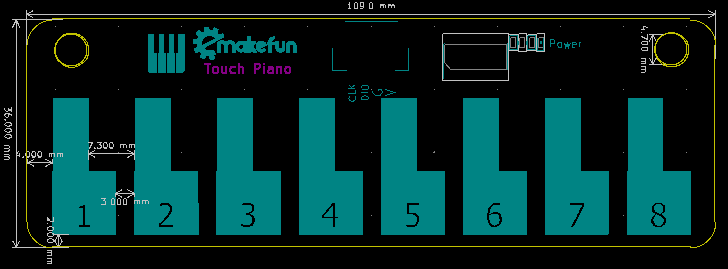 109.0 mm
emakefun
Touch Piano
Power
4.700 mm
CLK
DIO
G
V
36.000 mm
4.000 mm
7.300 mm
3.000 mm
2.000 mm
1 2 3 4 5 6 7 8